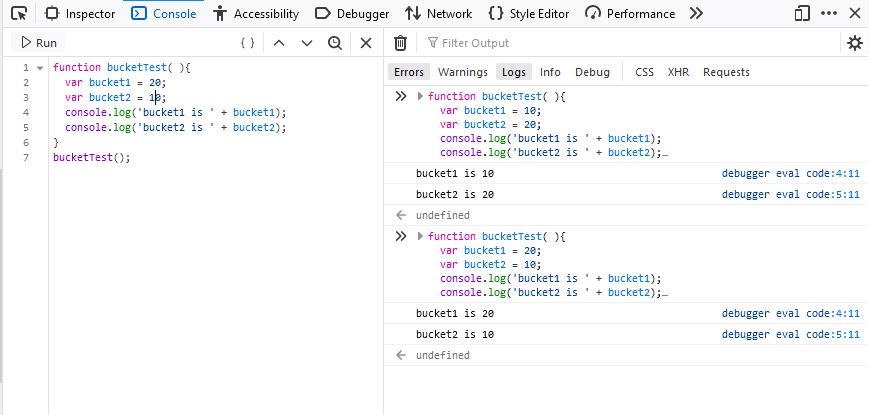 Inspector Console Accessibility Debugger Network {} Style Editor Performance
Run { }
Filter Output
Errors Warnings Logs Info Debug CSS XHR Requests
1 function bucketTest( ){
2 var bucket1 = 20;
3 var bucket2 = 10;
4 console.log('bucket1 is ' + bucket1);
5 console.log('bucket2 is ' + bucket2);
6 }
7 bucketTest();
function bucketTest( ){
var bucket1 = 10;
var bucket2 = 20;
console.log('bucket1 is ' + bucket1);
console.log('bucket2 is ' + bucket2);…
bucket1 is 10 debugger eval code:4:11
bucket2 is 20 debugger eval code:5:11
undefined
function bucketTest( ){
var bucket1 = 20;
var bucket2 = 10;
console.log('bucket1 is ' + bucket1);
console.log('bucket2 is ' + bucket2);…
bucket1 is 20 debugger eval code:4:11
bucket2 is 10 debugger eval code:5:11
undefined